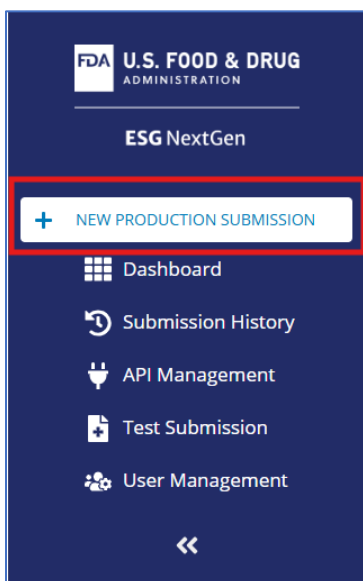 FDA U.S. FOOD & DRUG
ADMINISTRATION
ESG NextGen
+ NEW PRODUCTION SUBMISSION
Dashboard
Submission History
API Management
Test Submission
User Management